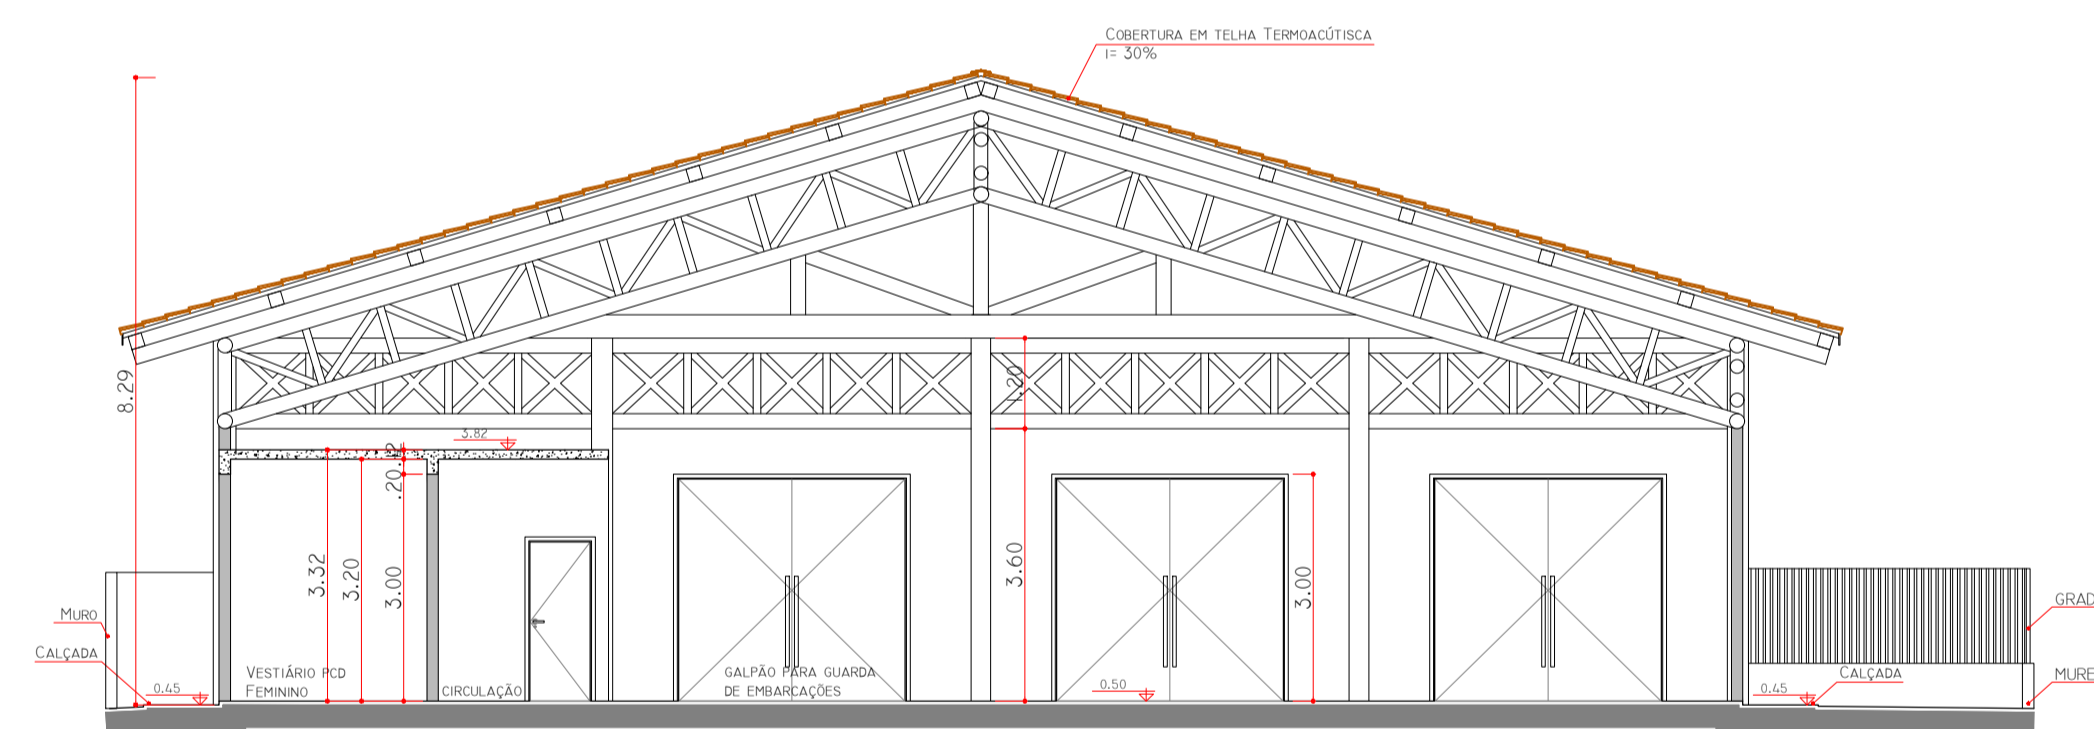 COBERTURA EM TELHA TERMOACÚTISCA
I= 30%
8.29
1.20
3.82
.12
.20
3.32
3.20
3.00
3.60
3.00
MURO
CALÇADA
0.45
VESTIÁRIO PCD
FEMININO
CIRCULAÇÃO
GALPÃO PARA GUARDA
DE EMBARCAÇÕES
0.50
0.45
CALÇADA
GRAD
MURE